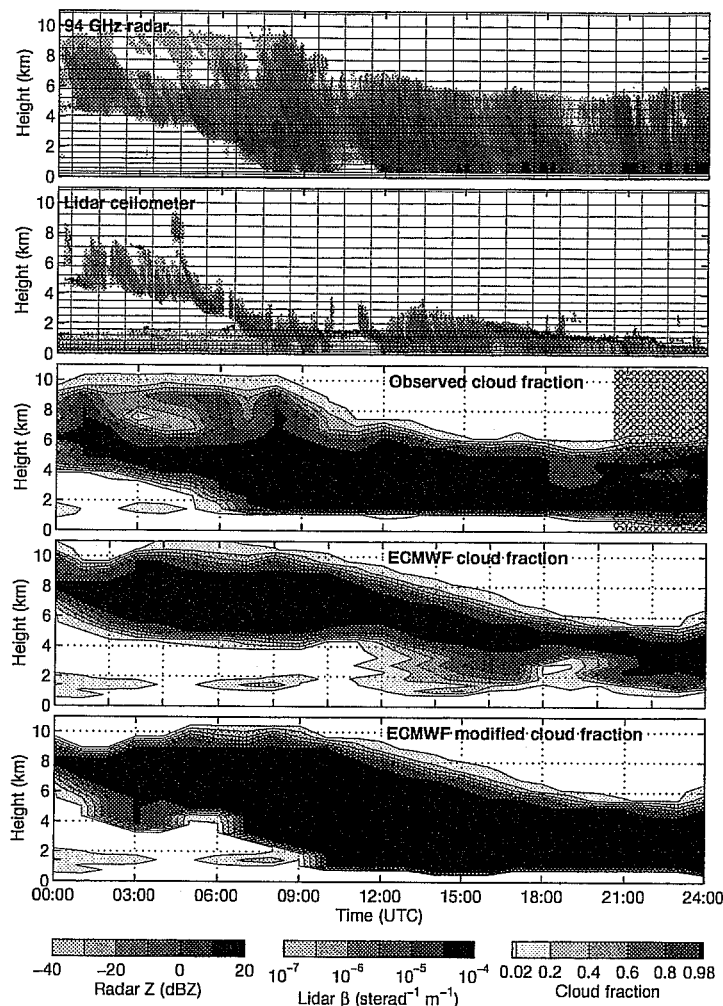 10
94 GHz radar
8
6
4
2
0
Height (km)
10
Lidar ceilometer
8
6
4
2
0
Height (km)
10
Observed cloud fraction
8
6
4
2
0
Height (km)
10
ECMWF cloud fraction
8
6
4
2
0
Height (km)
10
ECMWF modified cloud fraction
8
6
4
2
0
Height (km)
00:00 03:00 06:00 09:00 12:00 15:00 18:00 21:00 24:00
Time (UTC)
−40 −20 0 20
Radar Z (dBZ)
10⁻⁷ 10⁻⁶ 10⁻⁵ 10⁻⁴
Lidar β (sterad⁻¹ m⁻¹)
0.02 0.2 0.4 0.6 0.8 0.98
Cloud fraction